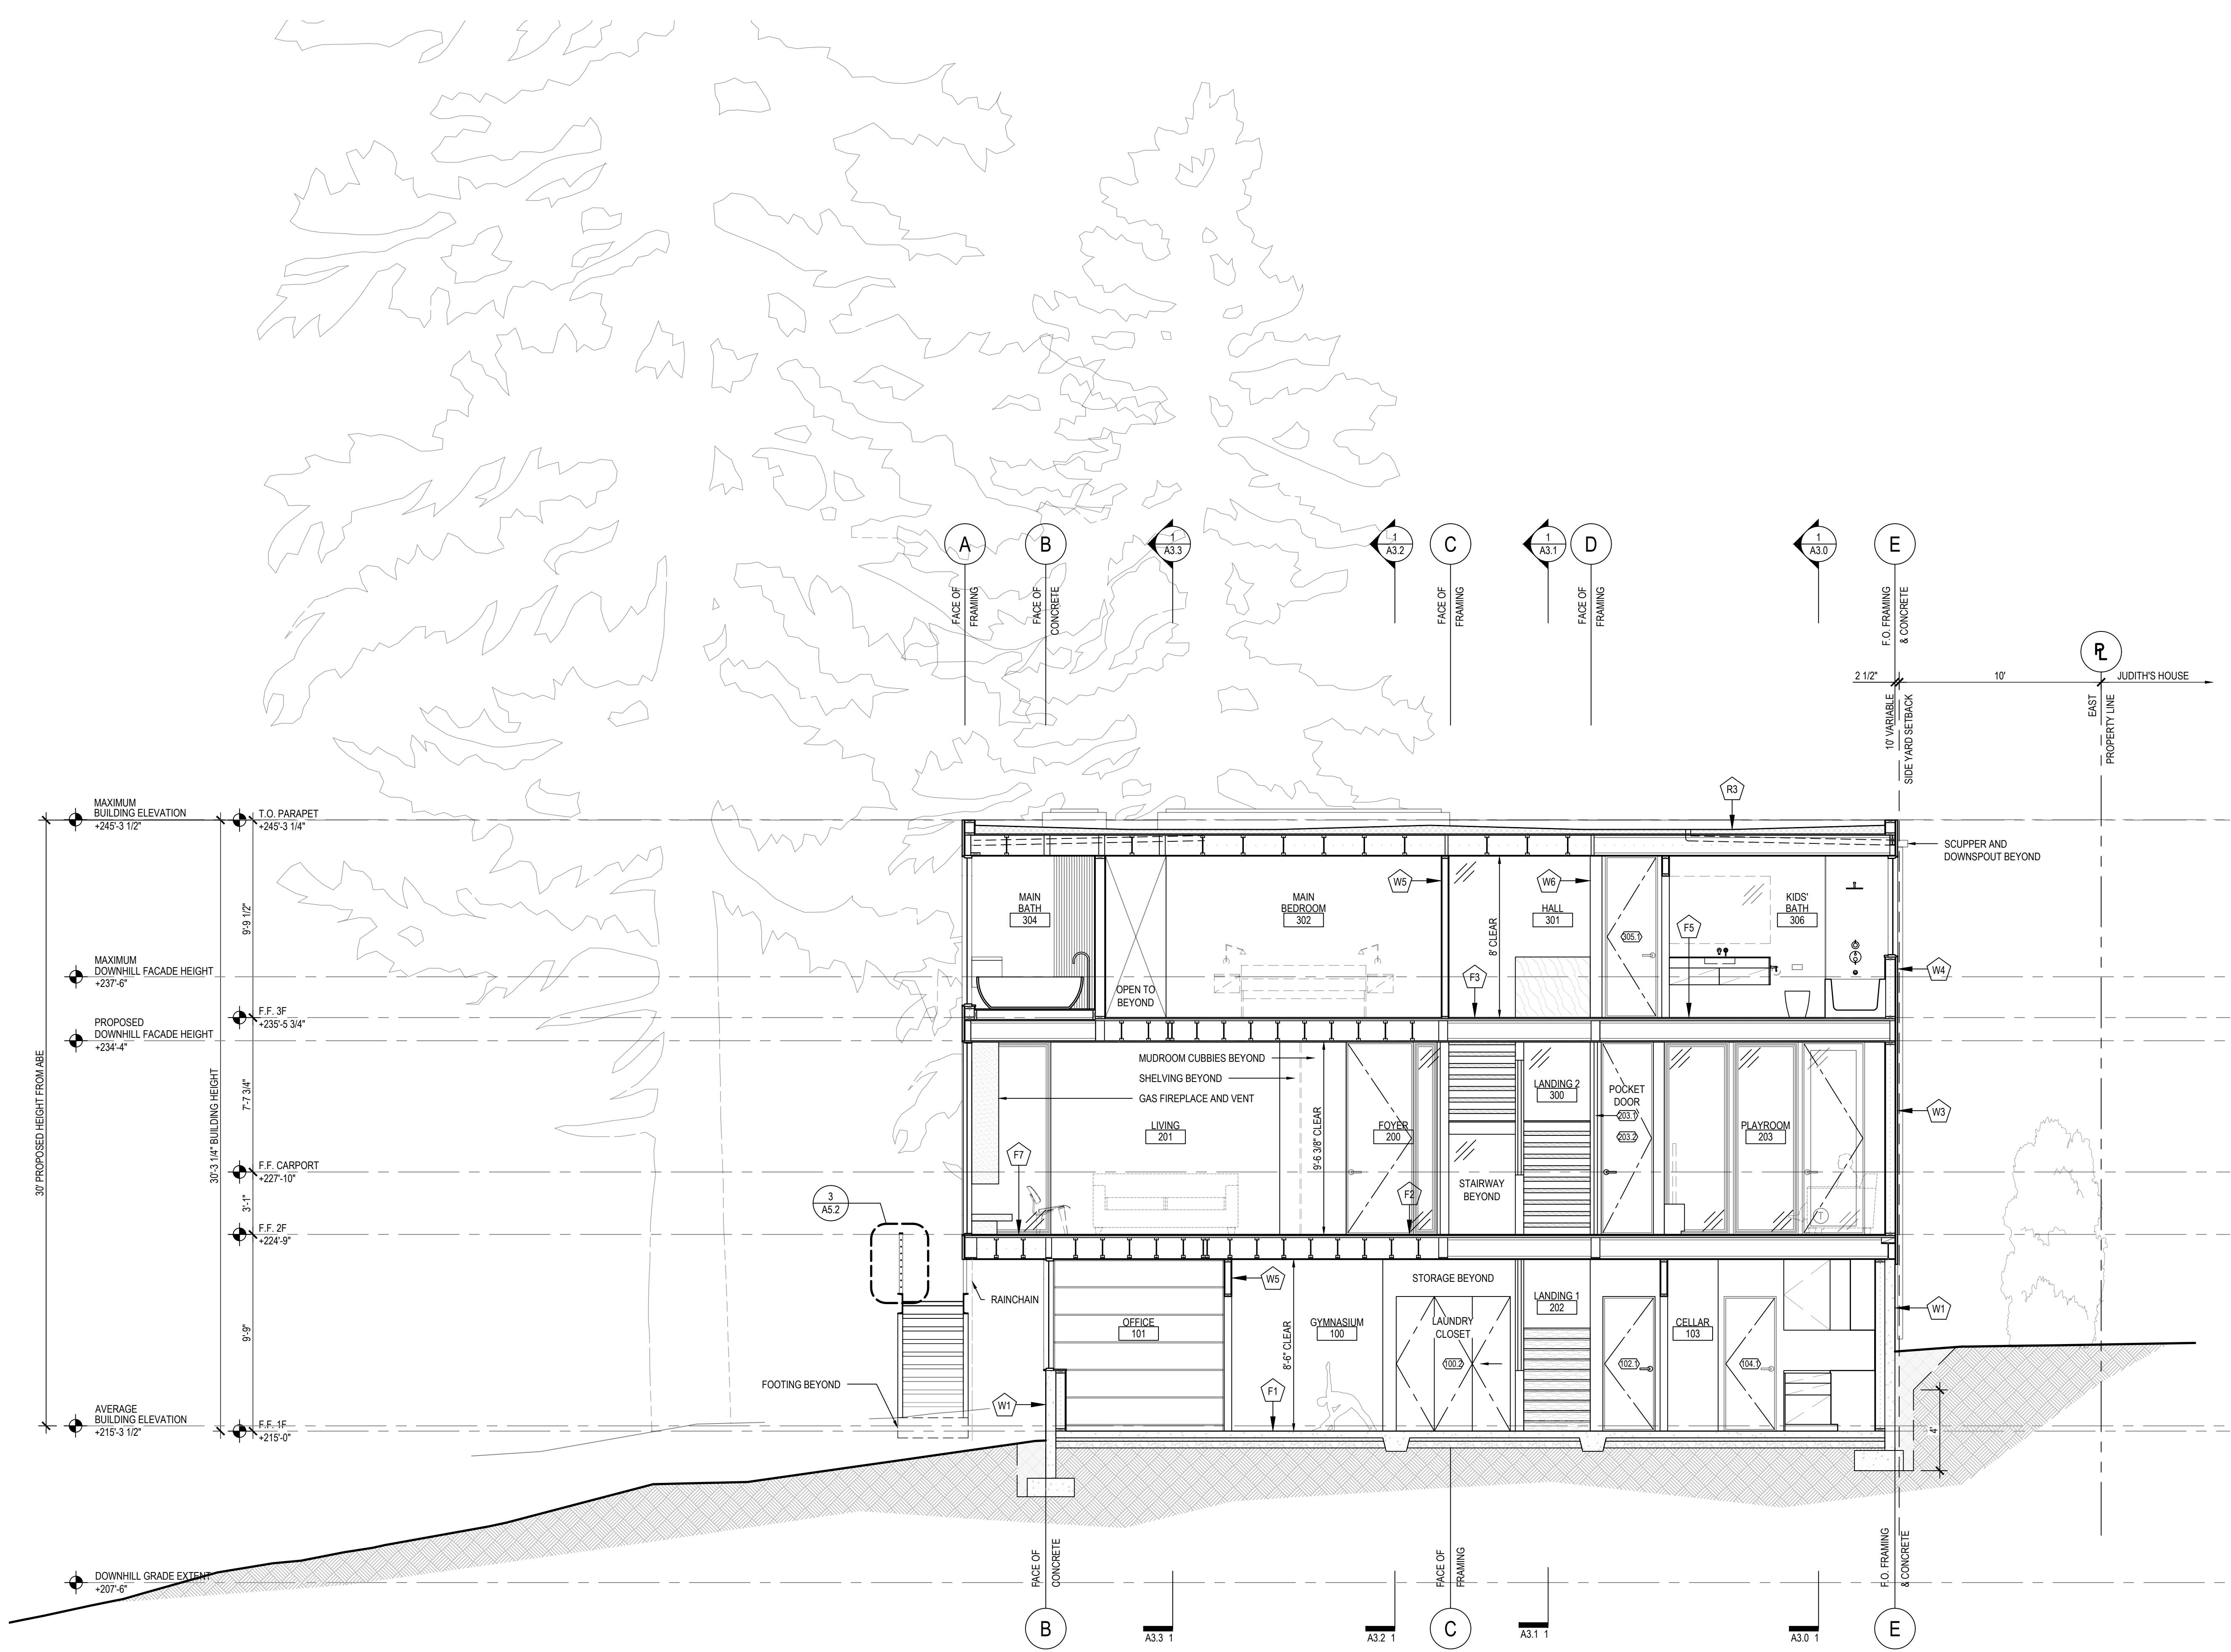 A
B
1
A3.3
1
A3.2
C
1
A3.1
D
1
A3.0
E
FACE OF
FRAMING
FACE OF
CONCRETE
FACE OF
FRAMING
FACE OF
FRAMING
F.O. FRAMING
& CONCRETE
PL
2 1/2"
10'
JUDITH'S HOUSE
10' VARIABLE
SIDE YARD SETBACK
EAST
PROPERTY LINE
MAXIMUM
BUILDING ELEVATION
+245'-3 1/2"
T.O. PARAPET
+245'-3 1/4"
R3
SCUPPER AND
DOWNSPOUT BEYOND
9'-9 1/2"
MAIN
BATH
304
OPEN TO
BEYOND
MAIN
BEDROOM
302
W5
8' CLEAR
F3
W6
HALL
301
305.1
F5
KIDS'
BATH
306
W4
MAXIMUM
DOWNHILL FACADE HEIGHT
+237'-6"
F.F. 3F
+235'-5 3/4"
PROPOSED
DOWNHILL FACADE HEIGHT
+234'-4"
30' PROPOSED HEIGHT FROM ABE
30'-3 1/4" BUILDING HEIGHT
7'-7 3/4"
MUDROOM CUBBIES BEYOND
SHELVING BEYOND
GAS FIREPLACE AND VENT
LIVING
201
F7
9'-6 3/8" CLEAR
FOYER
200
F2
STAIRWAY
BEYOND
LANDING 2
300
POCKET
DOOR
203.1
203.2
PLAYROOM
203
T
W3
F.F. CARPORT
+227'-10"
3'-1"
F.F. 2F
+224'-9"
3
A5.2
9'-9"
RAINCHAIN
FOOTING BEYOND
W1
OFFICE
101
W5
8'-6" CLEAR
F1
GYMNASIUM
100
STORAGE BEYOND
LAUNDRY
CLOSET
100.2
LANDING 1
202
102.1
CELLAR
103
104.1
W1
4'
AVERAGE
BUILDING ELEVATION
+215'-3 1/2"
F.F. 1F
+215'-0"
DOWNHILL GRADE EXTENT
+207'-6"
FACE OF
CONCRETE
FACE OF
FRAMING
F.O. FRAMING
& CONCRETE
B
A3.3 1
A3.2 1
C
A3.1 1
A3.0 1
E